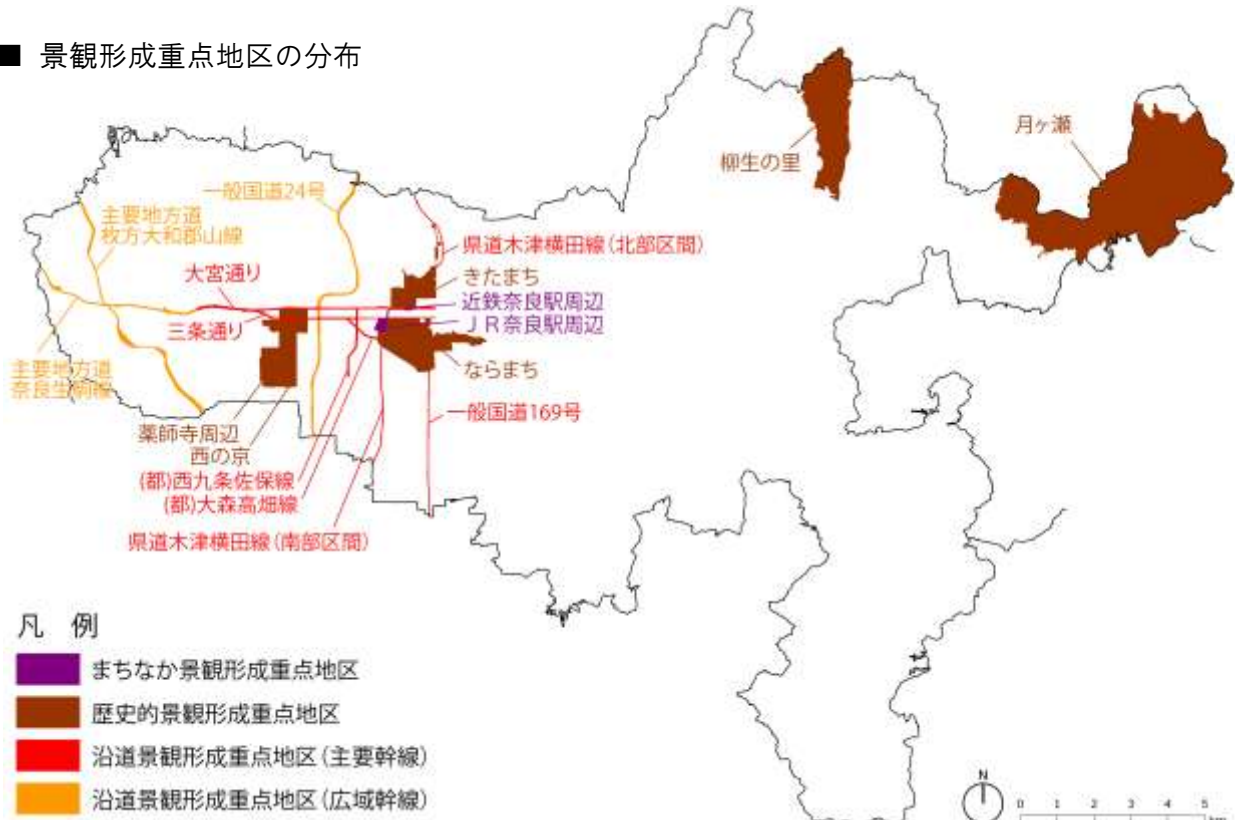 ■ 景観形成重点地区の分布
月ヶ瀬
柳生の里
一般国道24号
主要地方道
枚方大和郡山線
県道木津横田線(北部区間)
大宮通り
きたまち
近鉄奈良駅周辺
三条通り
JR奈良駅周辺
主要地方道
奈良生駒線
ならまち
一般国道169号
薬師寺周辺
西の京
(都)西九条佐保線
(都)大森高畑線
県道木津横田線(南部区間)
凡 例
まちなか景観形成重点地区
歴史的景観形成重点地区
沿道景観形成重点地区(主要幹線)
沿道景観形成重点地区(広域幹線)
N
0 1 2 3 4 5
km